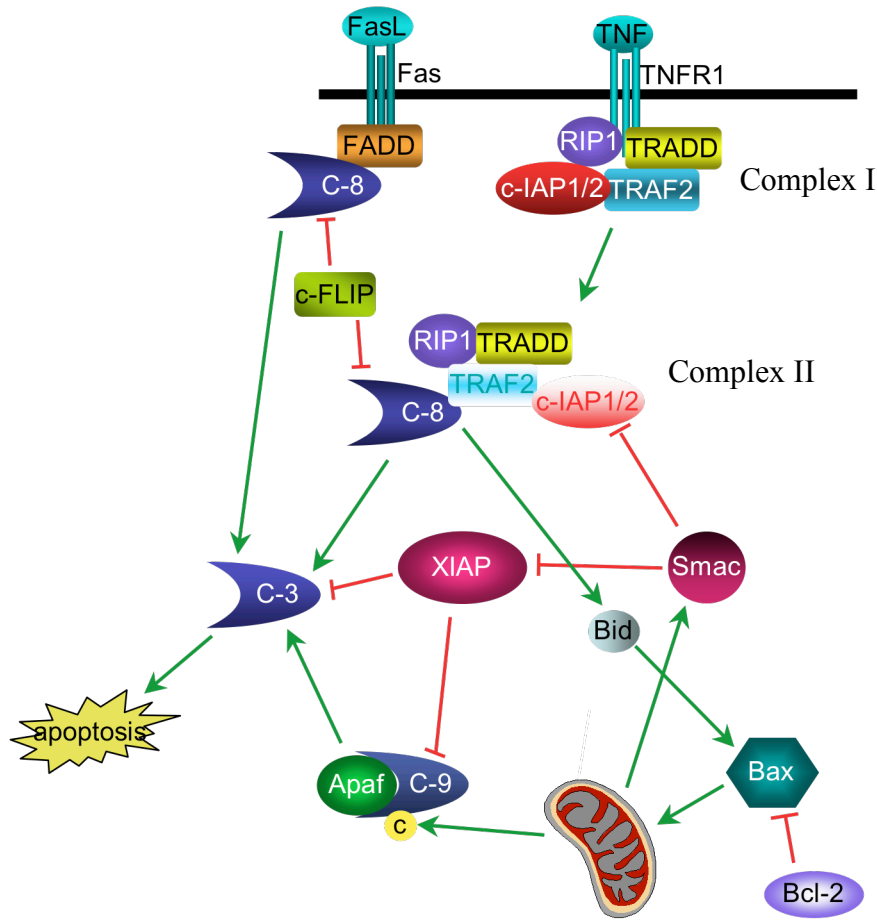 FasL
TNF
Fas
TNFR1
FADD
RIP1
TRADD
C-8
c-IAP1/2
TRAF2
Complex I
c-FLIP
RIP1
TRADD
TRAF2
Complex II
C-8
c-IAP1/2
XIAP
Smac
C-3
Bid
apoptosis
Apaf
C-9
Bax
c
Bcl-2